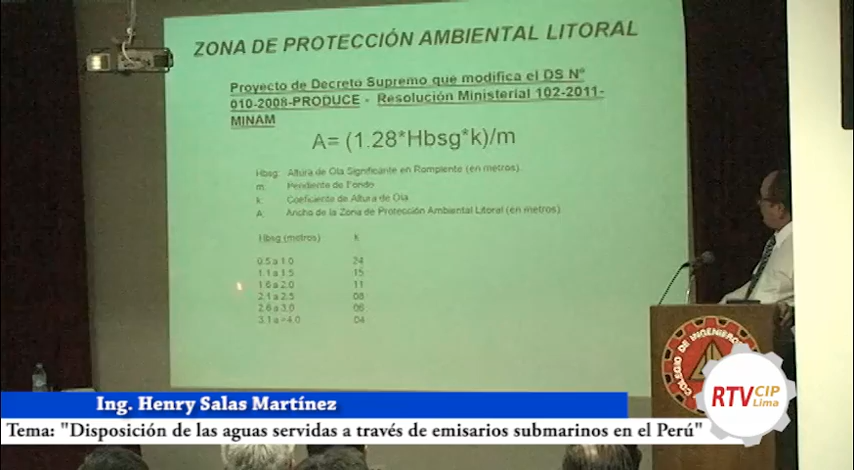 ZONA DE PROTECCIÓN AMBIENTAL LITORAL
Proyecto de Decreto Supremo que modifica el DS N°
010-2008-PRODUCE - Resolución Ministerial 102-2011-
MINAM
A= (1.28*Hbsg*k)/m
Hbsg: Altura de Ola Significante en Rompiente (en metros).
m: Pendiente de Fondo
k: Coeficiente de Altura de Ola
A: Ancho de la Zona de Protección Ambiental Litoral (en metros)
Hbsg (metros) k
0.5 a 1.0 24
1.1 a 1.5 15
1.6 a 2.0 11
2.1 a 2.5 08
2.6 a 3.0 06
3.1 a 4.0 04
COLEGIO DE INGENIEROS
RTV CIP
Lima
Ing. Henry Salas Martínez
Tema: "Disposición de las aguas servidas a través de emisarios submarinos en el Perú"